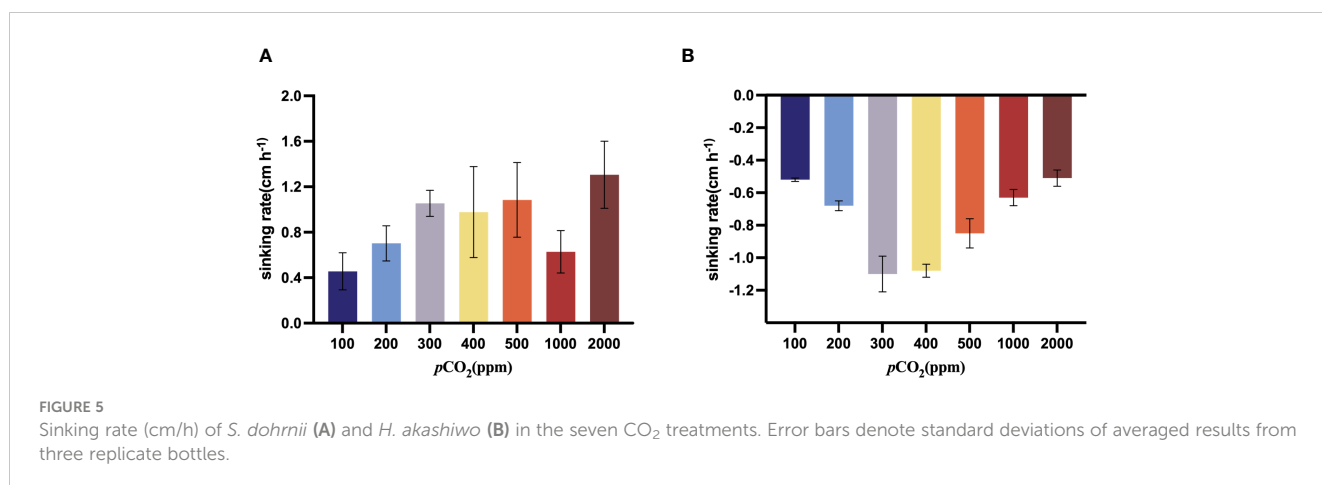 A
B
sinking rate(cm h⁻¹)
2.0
1.6
1.2
0.8
0.4
0.0
100 200 300 400 500 1000 2000
pCO₂(ppm)
sinking rate(cm h⁻¹)
0.0
-0.2
-0.4
-0.6
-0.8
-1.0
-1.2
100 200 300 400 500 1000 2000
pCO₂(ppm)
FIGURE 5
Sinking rate (cm/h) of S. dohrnii (A) and H. akashiwo (B) in the seven CO₂ treatments. Error bars denote standard deviations of averaged results from
three replicate bottles.